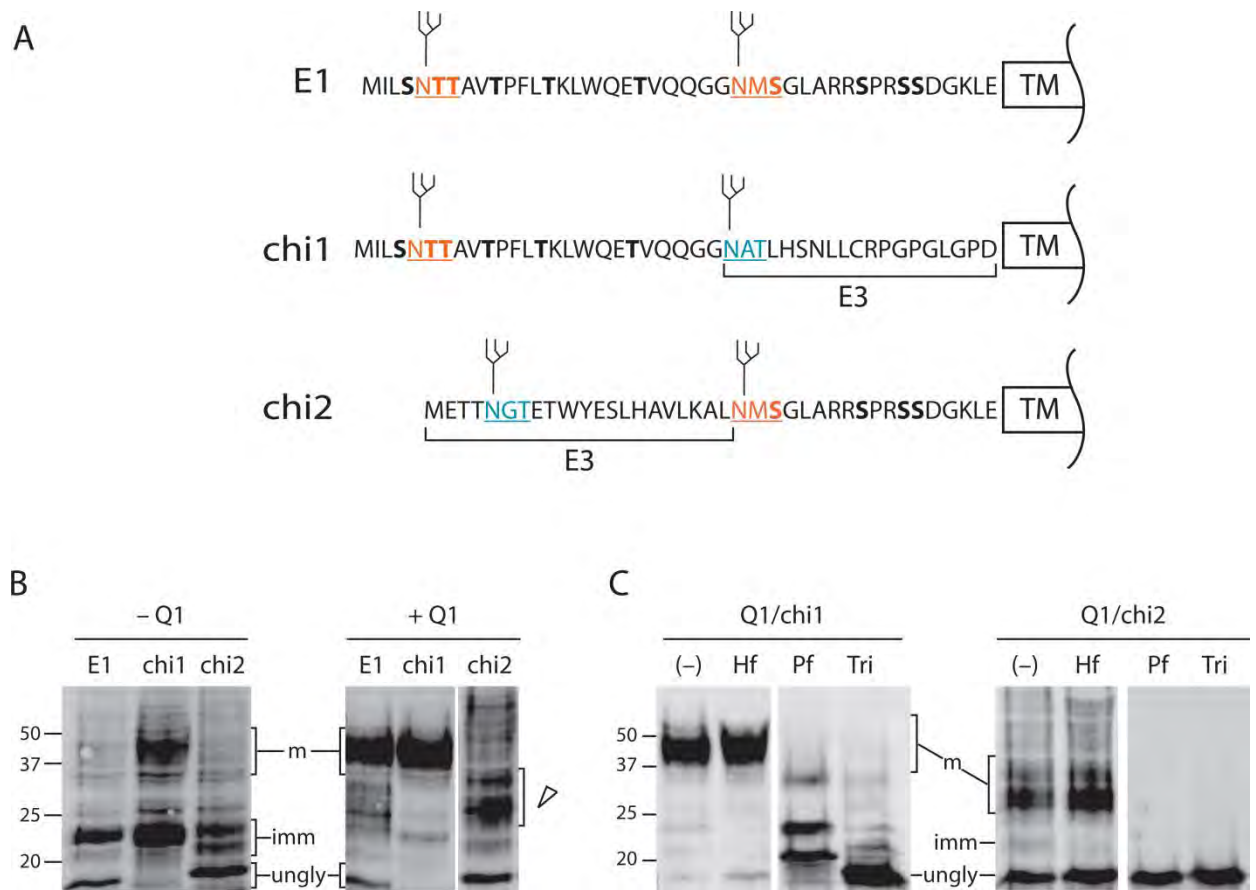 A
E1 MILSNTTAVTPFLTKLWQETVQQGGNMSGLARRSPRSSDGKLE TM
chi1 MILSNTTAVTPFLTKLWQETVQQGGNATLHSNLLCRPGPGLGPD TM
E3
chi2 METTNGTETWYESLHAVLKALNMSGLARRSPRSSDGKLE TM
E3
B
– Q1 + Q1
E1 chi1 chi2 E1 chi1 chi2
50
37
25
20
m
imm
ungly
C
Q1/chi1 Q1/chi2
(–) Hf Pf Tri (–) Hf Pf Tri
50
37
25
20
m
imm
ungly